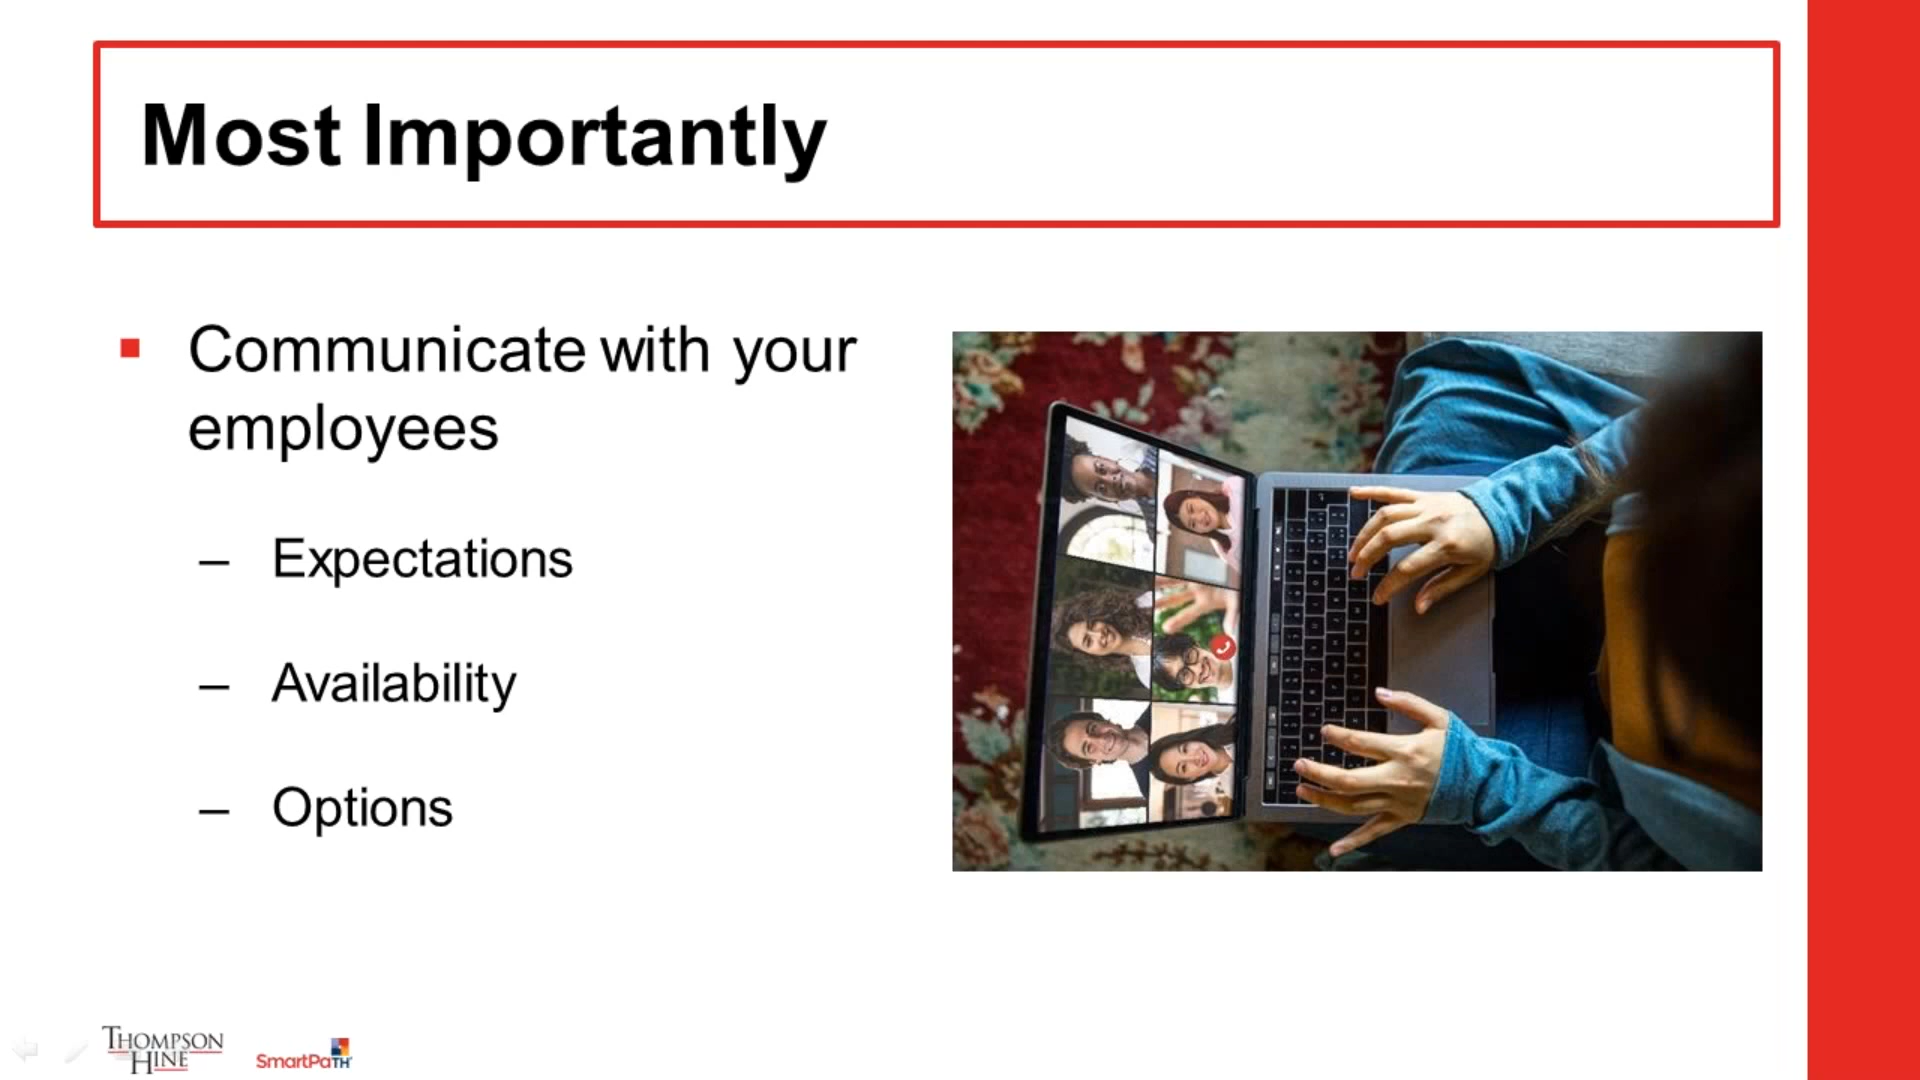 Most Importantly
▪ Communicate with your
employees
– Expectations
– Availability
– Options
THOMPSON
HINE
SmartPaTH